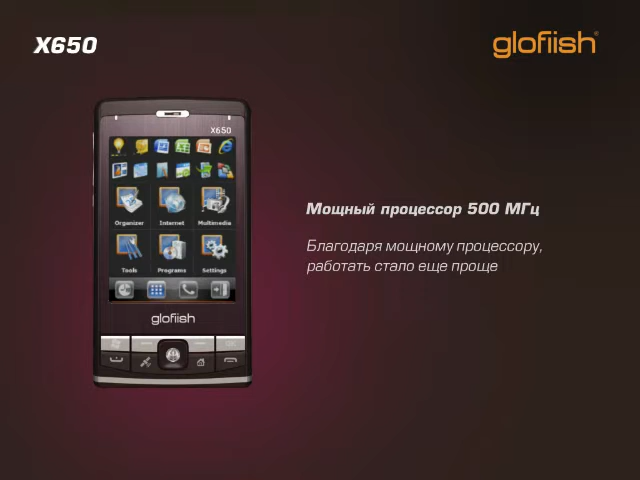 X650
glofiish
X650
Organizer Internet Multimedia
Tools Programs Settings
glofiish
Мощный процессор 500 МГц
Благодаря мощному процессору,
работать стало еще проще